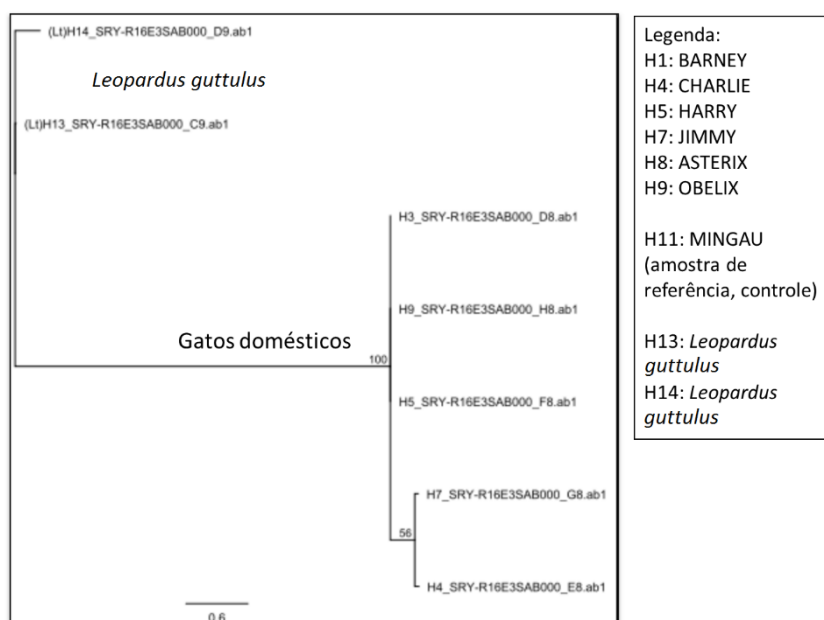 (Lt)H14_SRY-R16E3SAB000_D9.ab1
Leopardus guttulus
(Lt)H13_SRY-R16E3SAB000_C9.ab1
H3_SRY-R16E3SAB000_D8.ab1
H9_SRY-R16E3SAB000_H8.ab1
Gatos domésticos
100
H5_SRY-R16E3SAB000_F8.ab1
H7_SRY-R16E3SAB000_G8.ab1
56
H4_SRY-R16E3SAB000_E8.ab1
0.6
Legenda:
H1: BARNEY
H4: CHARLIE
H5: HARRY
H7: JIMMY
H8: ASTERIX
H9: OBELIX
H11: MINGAU
(amostra de
referência, controle)
H13: Leopardus
guttulus
H14: Leopardus
guttulus